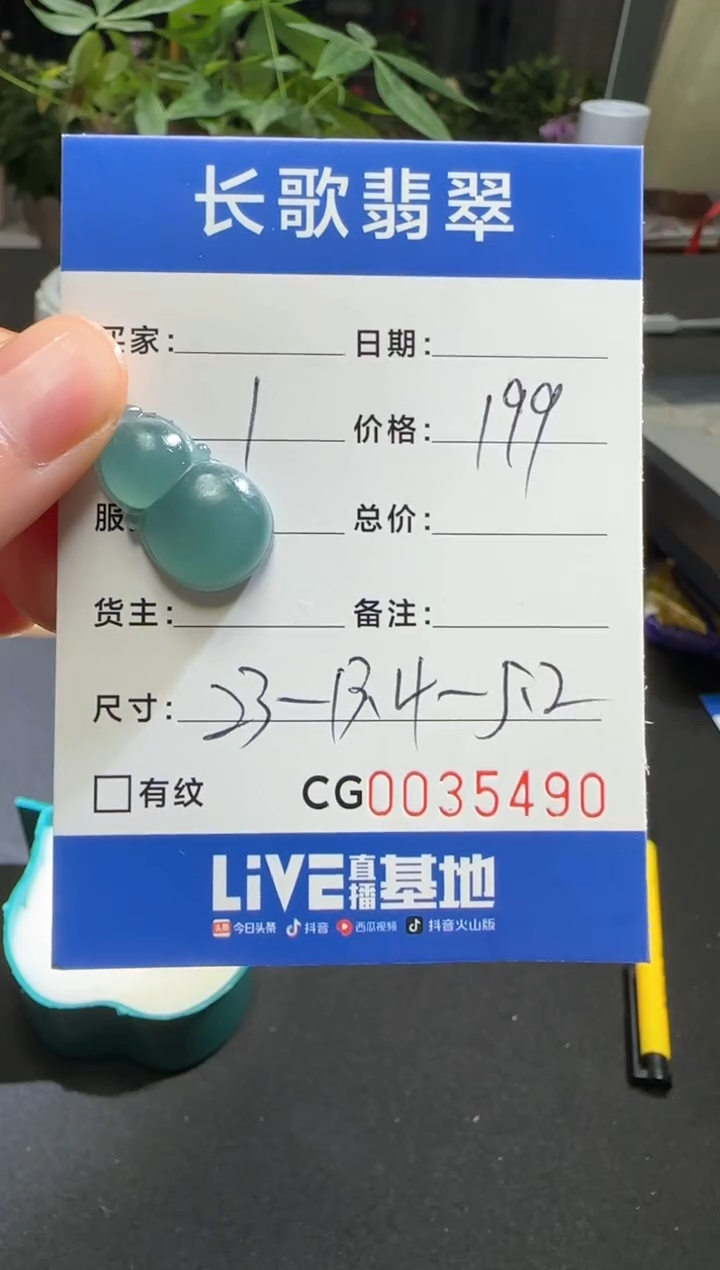 长歌翡翠
买家: 日期:
1 价格: 199
服 总价:
货主: 备注:
尺寸: 23-13.4-5.2
有纹 CG0035490
LiVE直播基地
今日头条 抖音 西瓜视频 抖音火山版